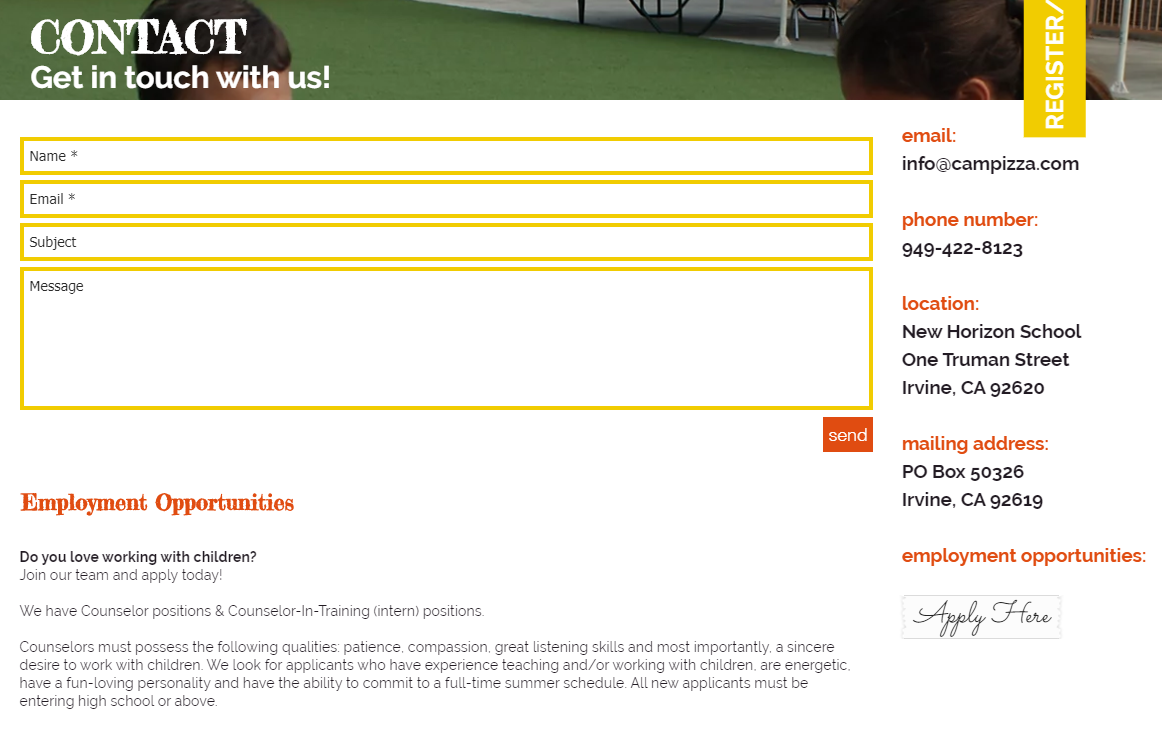 CONTACT
Get in touch with us!
REGISTER/
Name *
Email *
Subject
Message
send
Employment Opportunities
Do you love working with children?
Join our team and apply today!
We have Counselor positions & Counselor-In-Training (intern) positions.
Counselors must possess the following qualities: patience, compassion, great listening skills and most importantly, a sincere
desire to work with children. We look for applicants who have experience teaching and/or working with children, are energetic,
have a fun-loving personality and have the ability to commit to a full-time summer schedule. All new applicants must be
entering high school or above.
email:
info@campizza.com
phone number:
949-422-8123
location:
New Horizon School
One Truman Street
Irvine, CA 92620
mailing address:
PO Box 50326
Irvine, CA 92619
employment opportunities:
Apply Here